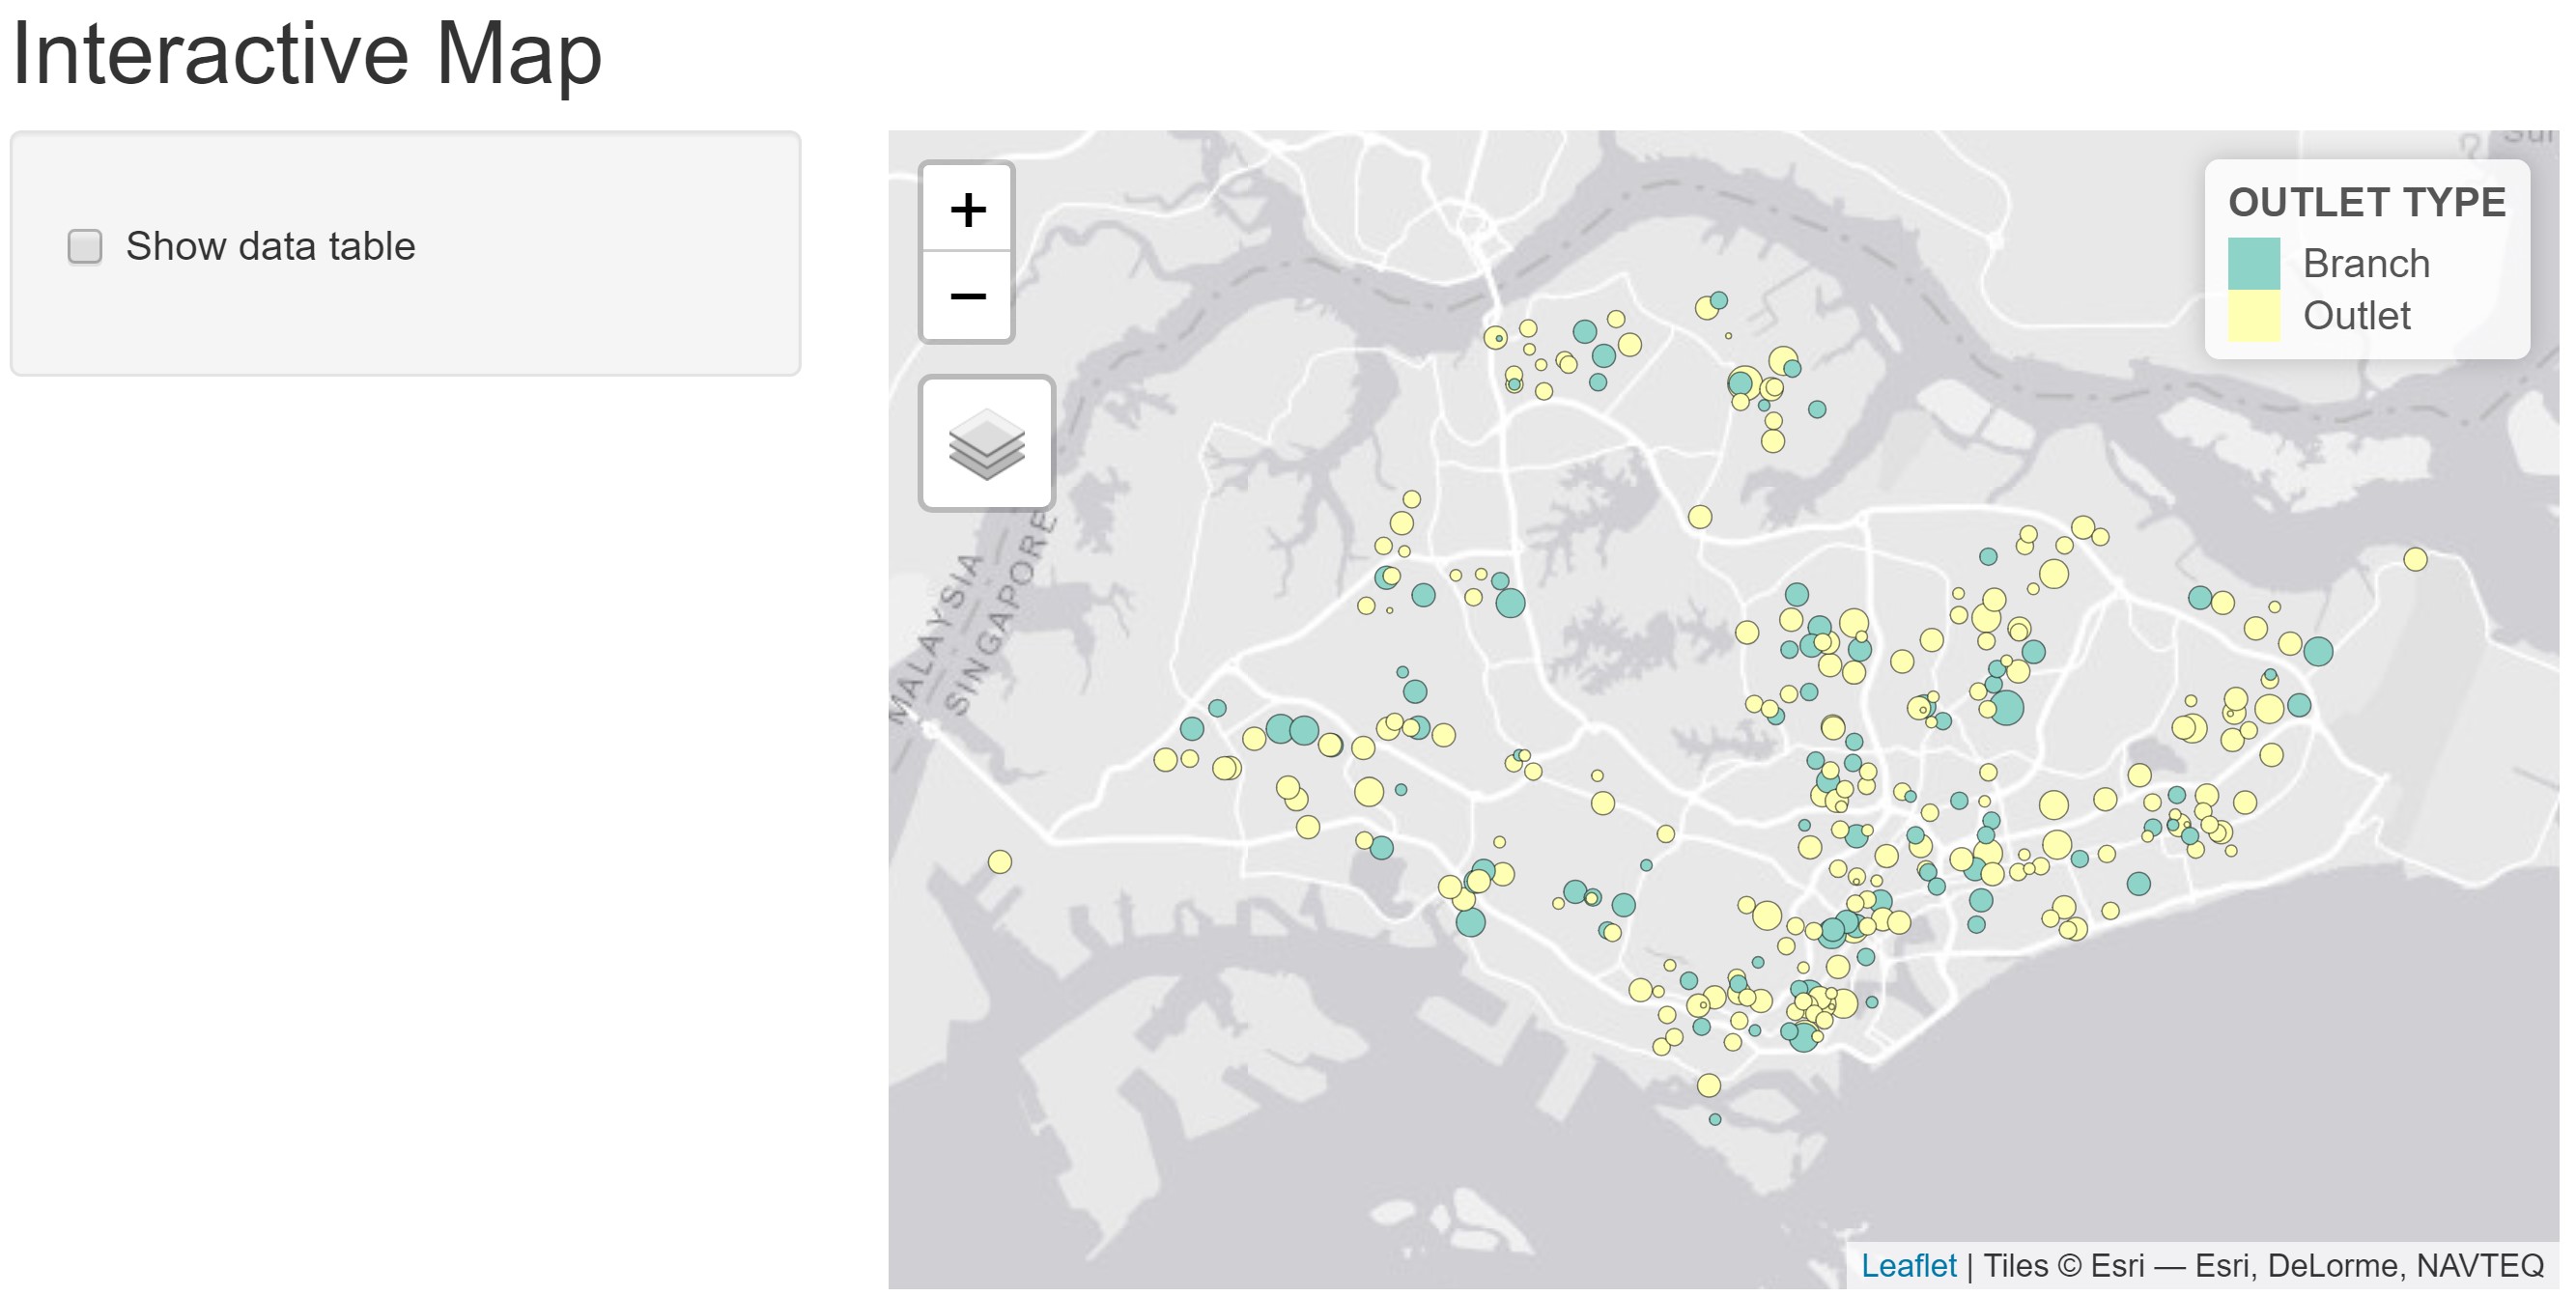 Interactive Map
Show data table
+
−
OUTLET TYPE
Branch
Outlet
MALAYSIA
SINGAPORE
Leaflet | Tiles © Esri — Esri, DeLorme, NAVTEQ